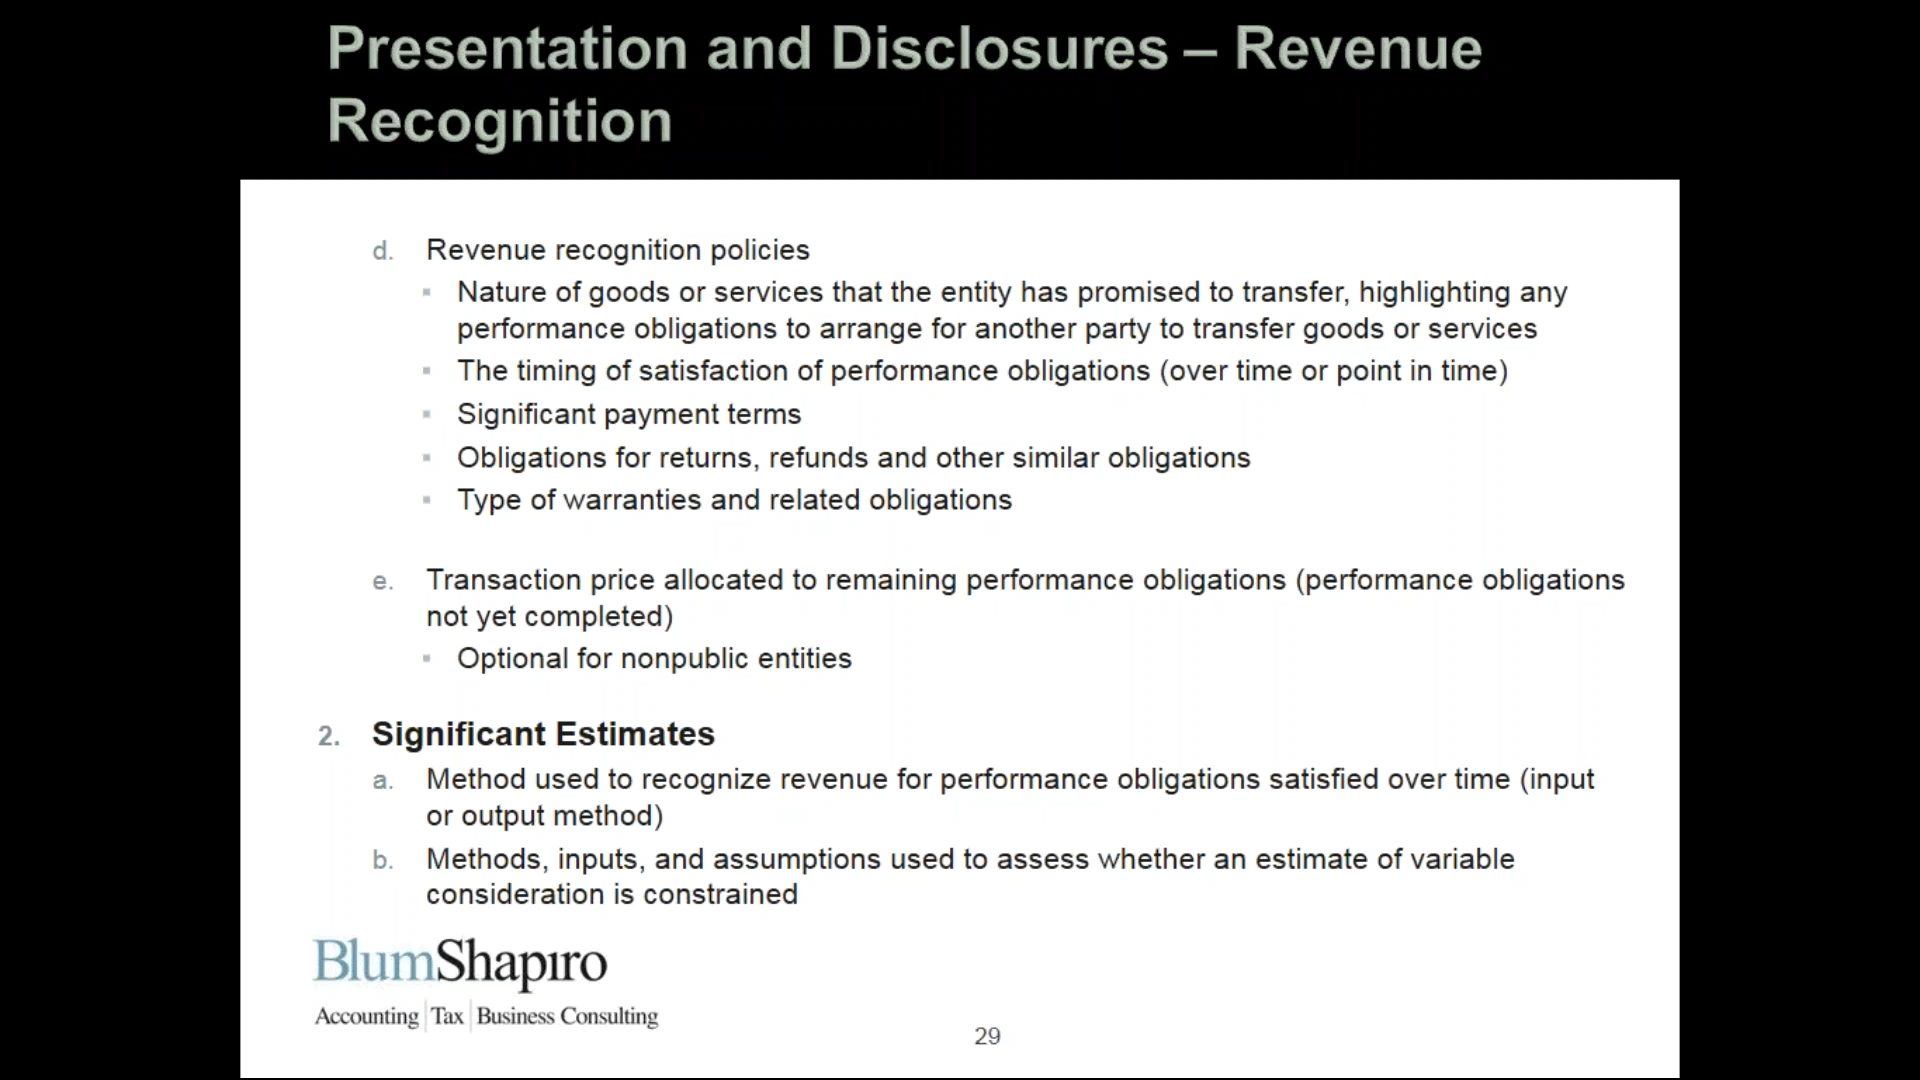 Presentation and Disclosures – Revenue
Recognition
d. Revenue recognition policies
▪ Nature of goods or services that the entity has promised to transfer, highlighting any
performance obligations to arrange for another party to transfer goods or services
▪ The timing of satisfaction of performance obligations (over time or point in time)
▪ Significant payment terms
▪ Obligations for returns, refunds and other similar obligations
▪ Type of warranties and related obligations
e. Transaction price allocated to remaining performance obligations (performance obligations
not yet completed)
▪ Optional for nonpublic entities
2. Significant Estimates
a. Method used to recognize revenue for performance obligations satisfied over time (input
or output method)
b. Methods, inputs, and assumptions used to assess whether an estimate of variable
consideration is constrained
BlumShapiro
Accounting | Tax | Business Consulting
29